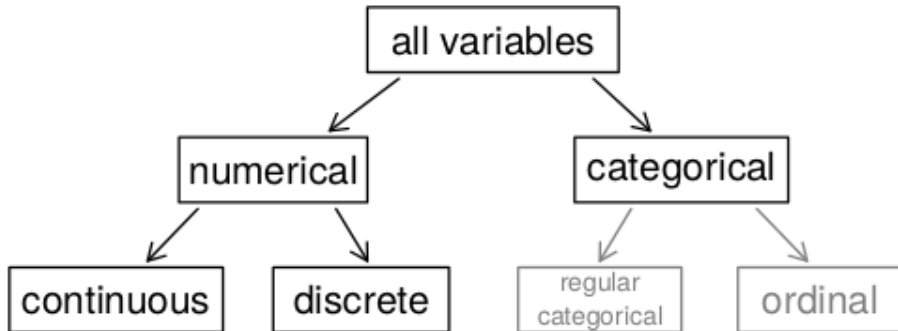 all variables
numerical
categorical
continuous
discrete
regular
categorical
ordinal